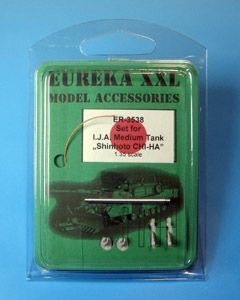 EUREKA XXL
MODEL ACCESSORIES
ER-3538
Set for
I.J.A. Medium Tank
„Shinhoto CHI-HA"
1:35 scale